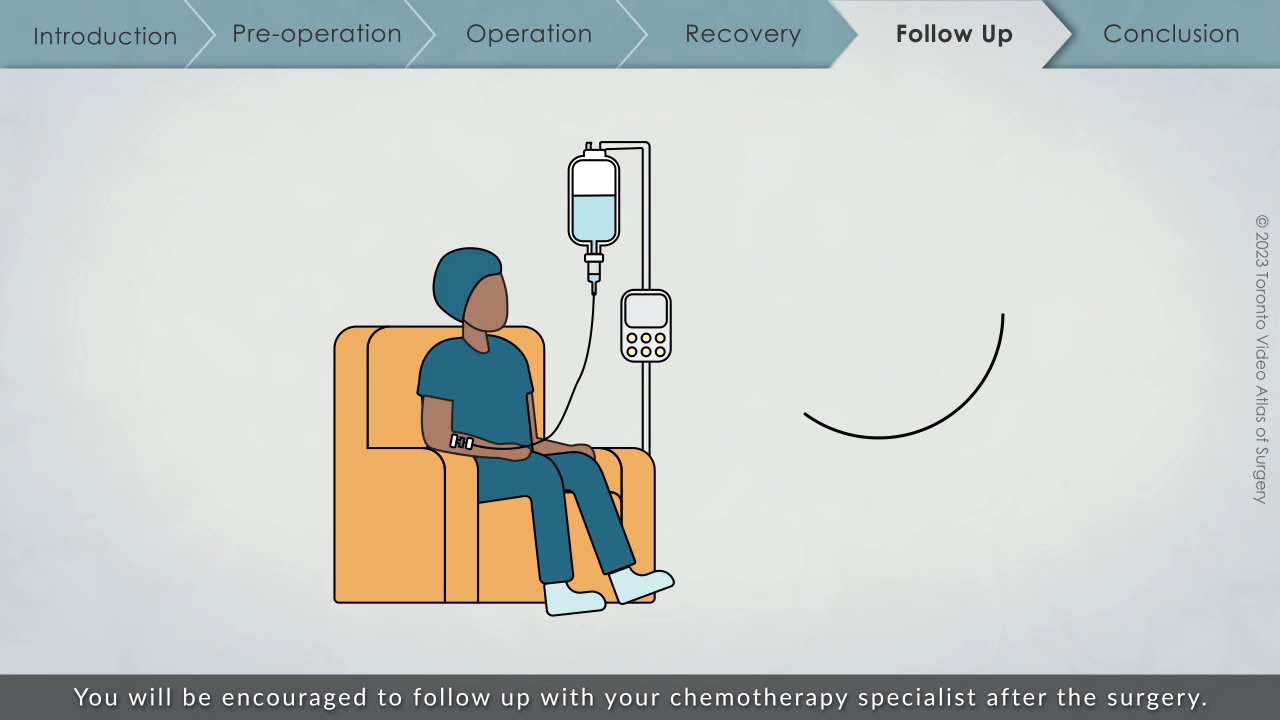 Introduction
Pre-operation
Operation
Recovery
Follow Up
Conclusion
© 2023 Toronto Video Atlas of Surgery
You will be encouraged to follow up with your chemotherapy specialist after the surgery.